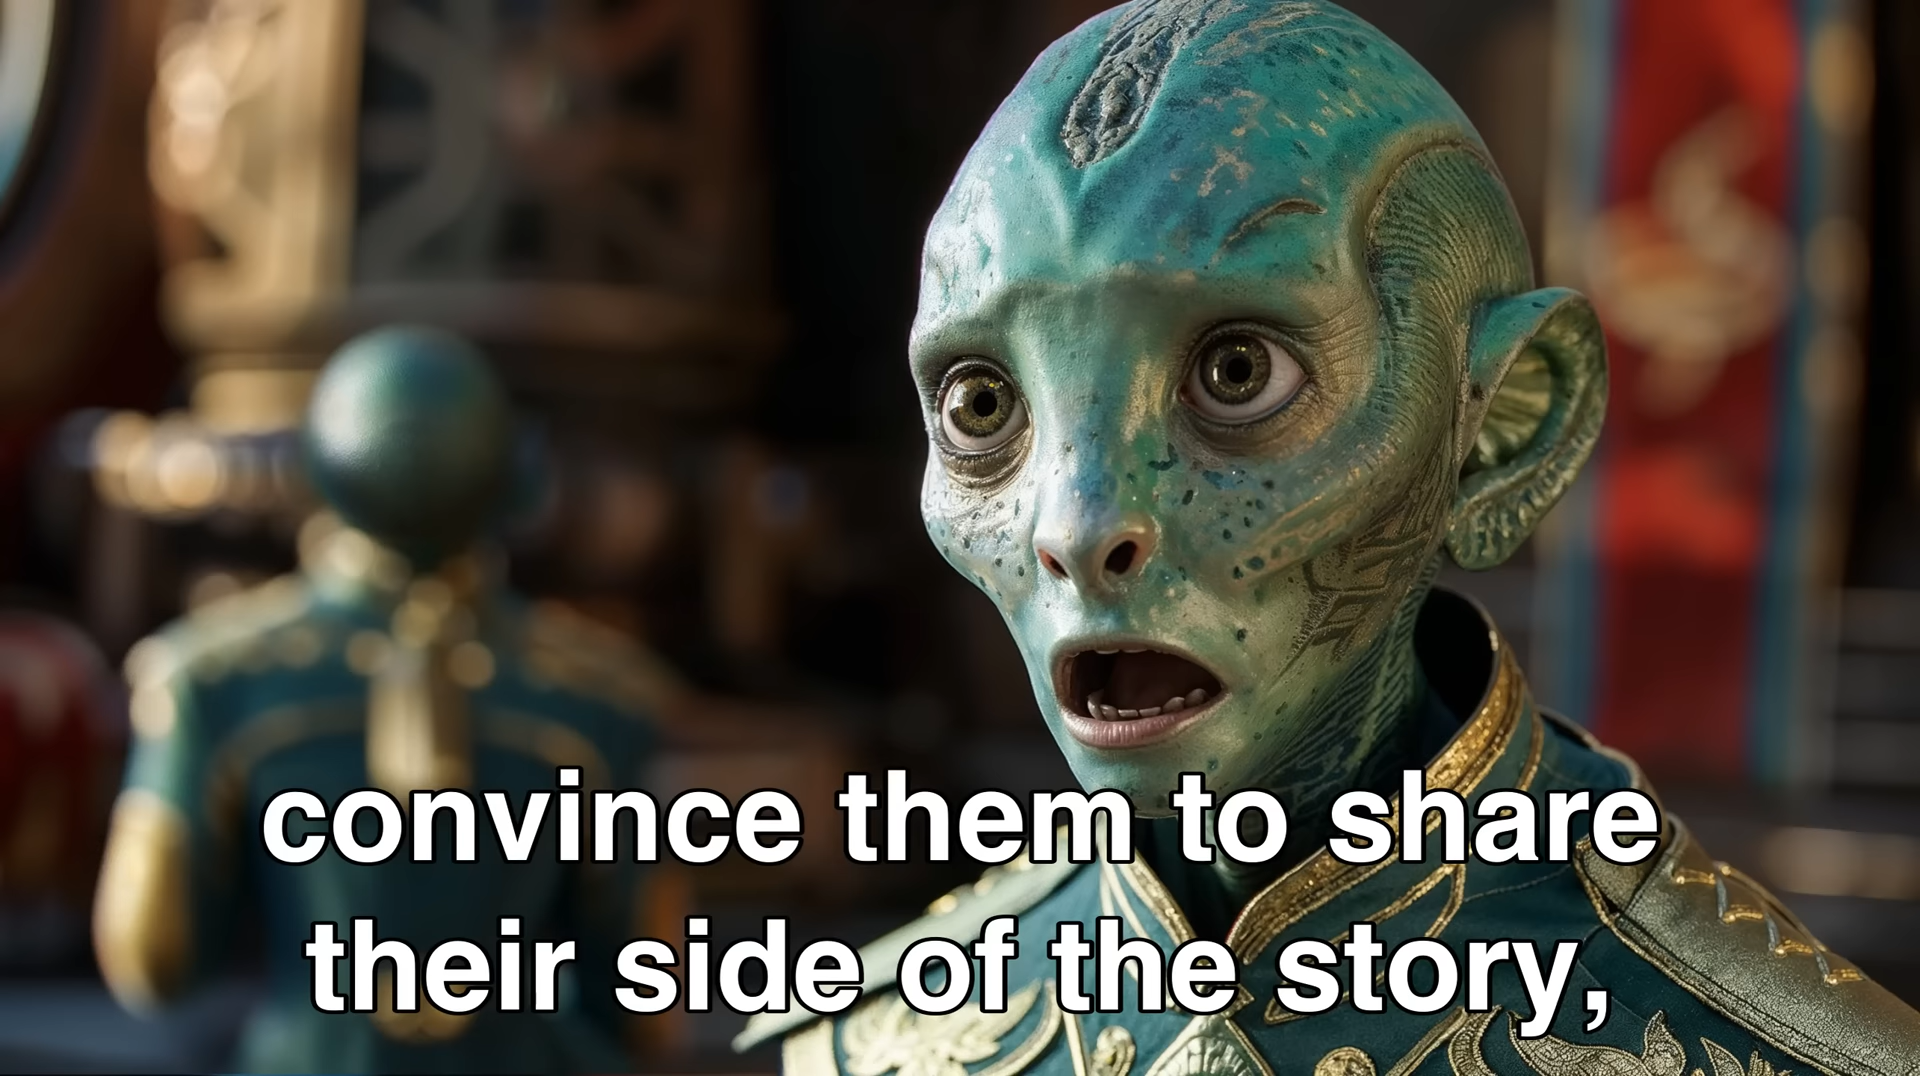 convince them to share
their side of the story,